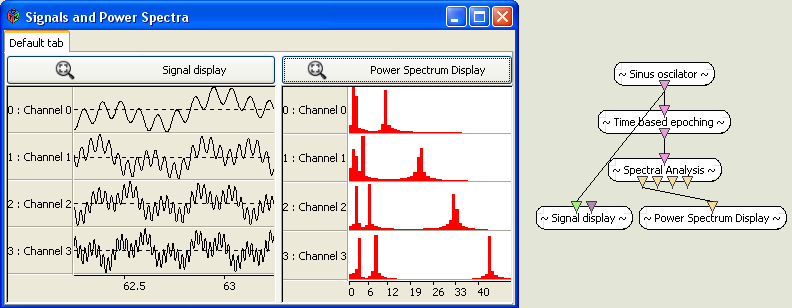 Signals and Power Spectra
Default tab
Signal display
Power Spectrum Display
0 : Channel 0
1 : Channel 1
2 : Channel 2
3 : Channel 3
62.5 63
0 : Channel 0
1 : Channel 1
2 : Channel 2
3 : Channel 3
0 6 12 19 26 33 40
~ Sinus oscilator ~
~ Time based epoching ~
~ Spectral Analysis ~
~ Signal display ~
~ Power Spectrum Display ~